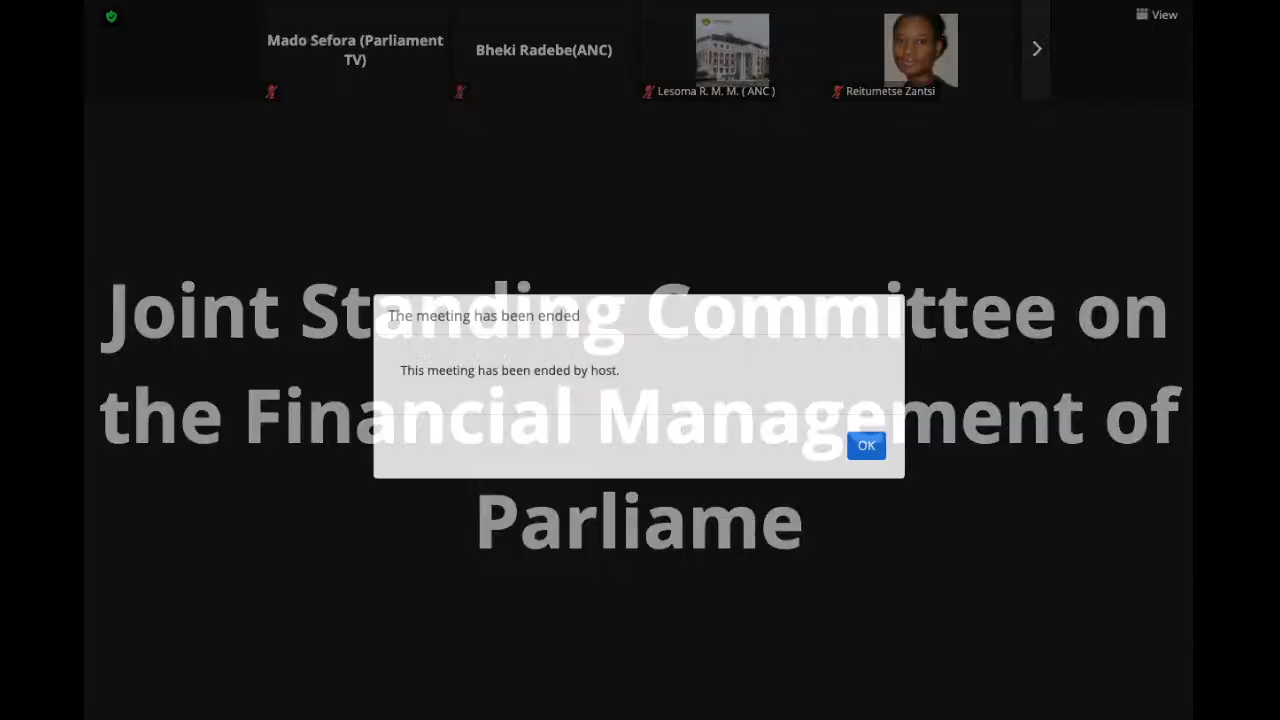 View
Mado Sefora (Parliament
TV)
Bheki Radebe(ANC)
Lesoma R. M. M. ( ANC )
Reitumetse Zantsi
Joint Standing Committee on
the Financial Management of
Parliame
The meeting has been ended
This meeting has been ended by host.
OK